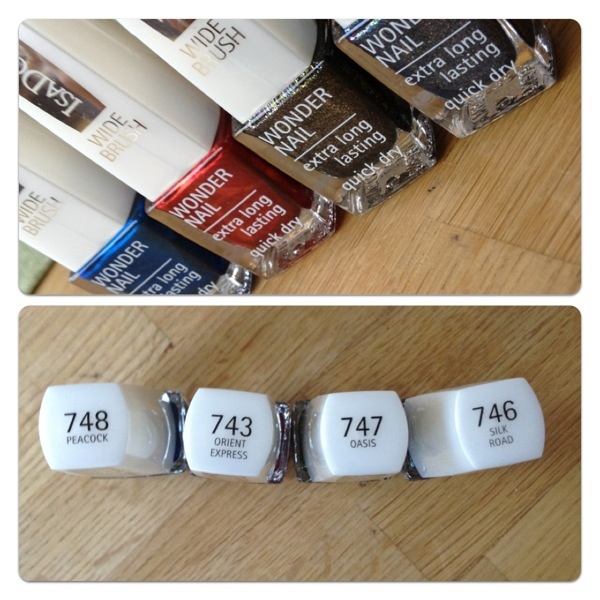 IsaDo
WIDE
BRUSH
WONDER
NAIL
extra long
lasting
WIDE
BRUSH
WONDER
NAIL
extra long
lasting
quick dry
WIDE
BRUSH
WONDER
NAIL
extra long
lasting
quick dry
WONDER
NAIL
extra long
lasting
quick dry
748
PEACOCK
743
ORIENT
EXPRESS
747
OASIS
746
SILK
ROAD